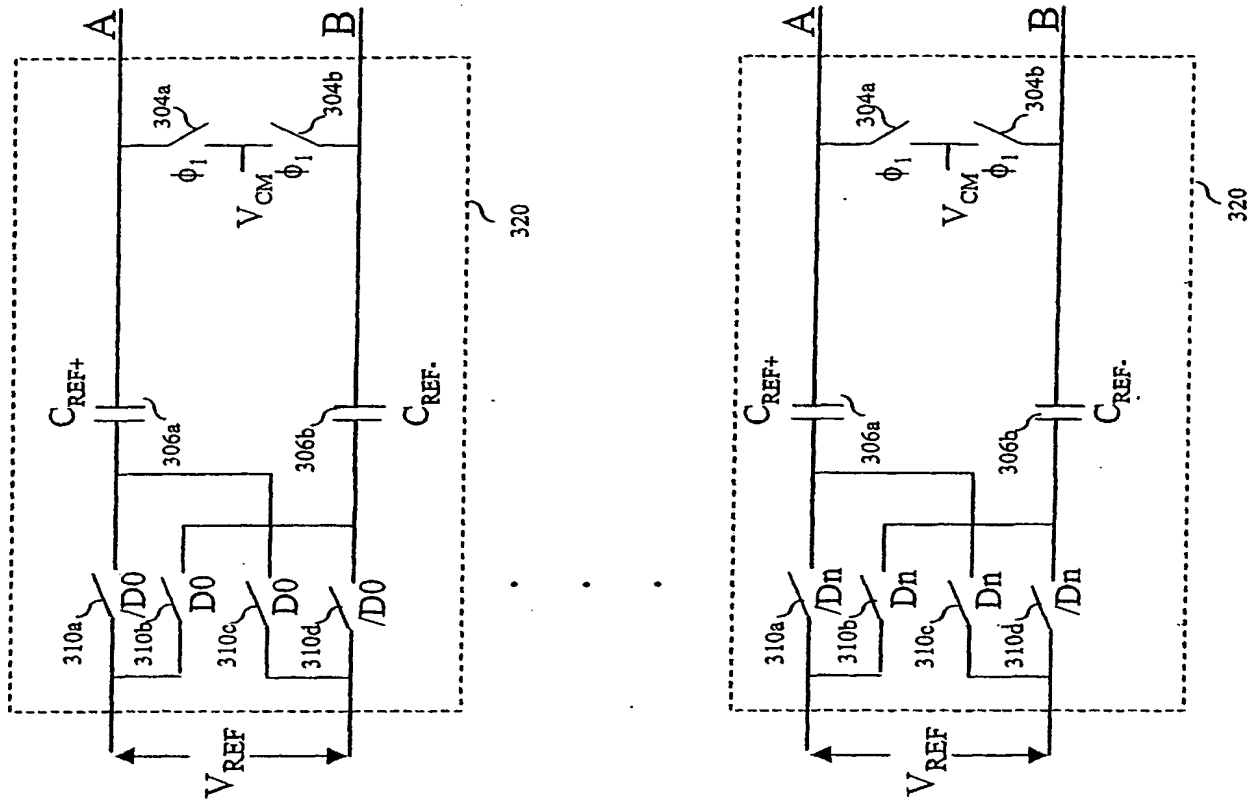 A
304a
ϕ1
VCM
ϕ1
304b
B
320
CREF+
306a
306b
CREF-
310a
/D0
310b
D0
310c
D0
310d
/D0
VREF
A
304a
ϕ1
VCM
ϕ1
304b
B
320
CREF+
306a
306b
CREF-
310a
/Dn
310b
Dn
310c
Dn
310d
/Dn
VREF